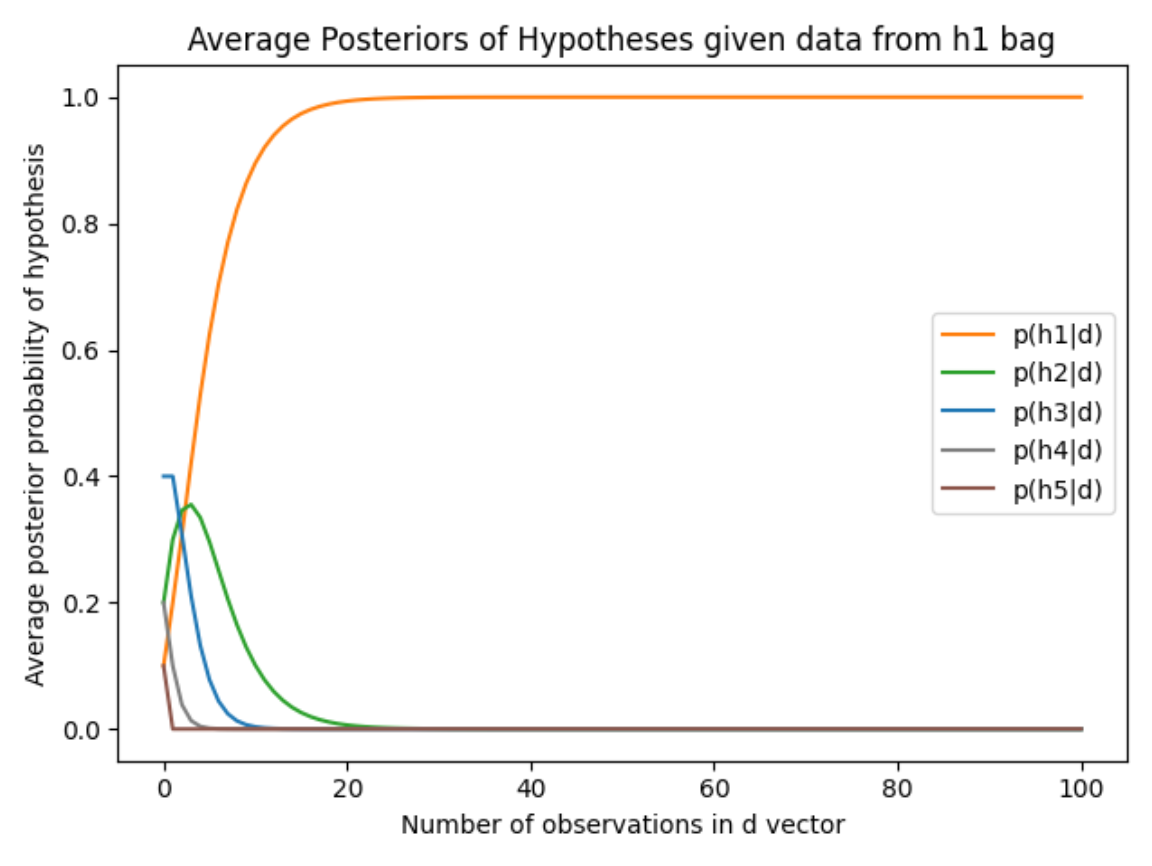 Average Posteriors of Hypotheses given data from h1 bag
Average posterior probability of hypothesis
1.0
0.8
0.6
0.4
0.2
0.0
p(h1|d)
p(h2|d)
p(h3|d)
p(h4|d)
p(h5|d)
0 20 40 60 80 100
Number of observations in d vector